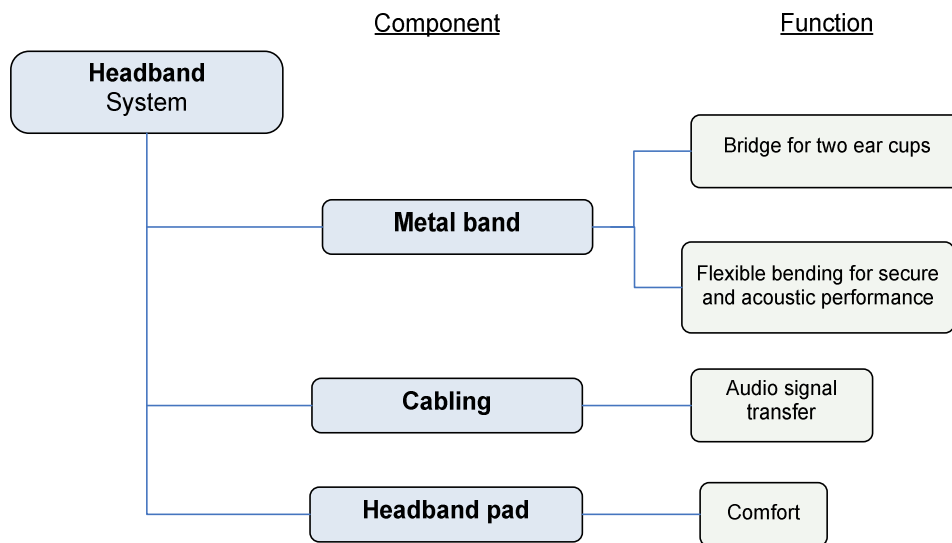 Component
Function
Headband
System
Bridge for two ear cups
Metal band
Flexible bending for secure
and acoustic performance
Cabling
Audio signal
transfer
Headband pad
Comfort